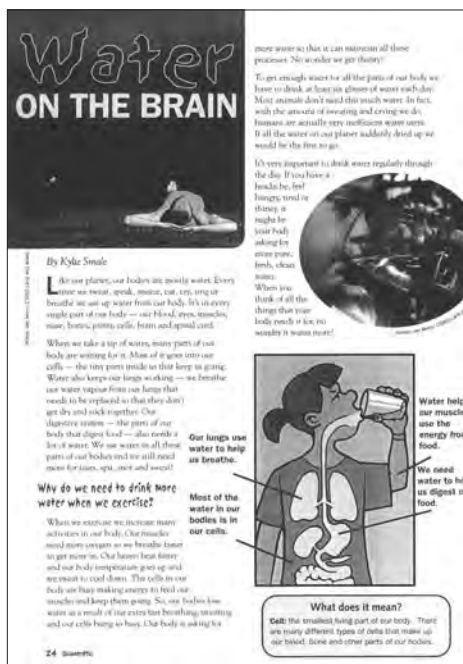 Water
ON THE BRAIN
By Kylie Smale
Like our planet, our bodies are mostly water. Every
time we sweat, speak, sneeze, eat, cry, sing or
breathe we use up water from our body. It's in every
single part of our body — our blood, eyes, muscles,
nose, bones, joints, cells, brain and spinal cord.
When we take a sip of water, many parts of our
body are waiting for it. Most of it goes into our
cells — the tiny parts inside us that keep us going.
Water also keeps our lungs working — we breathe
out water vapour from our lungs that
needs to be replaced so that they don't
get dry and stick together. Our
digestive system — the parts of our
body that digest food — also needs a
lot of water. We use water in all these
parts of our bodies and we still need
more for tears, spit, snot and sweat!
Why do we need to drink more
water when we exercise?
When we exercise we increase many
activities in our body. Our muscles
need more oxygen so we breathe faster
to get more in. Our hearts beat faster
and our body temperature goes up and
we sweat to cool down. The cells in our
body are busy making energy to feed our
muscles and keep them going. So, our bodies lose
water as a result of our extra fast breathing, sweating
and cells being so busy. Our body is asking for
more water so that it can maintain all these
processes. No wonder we get thirsty!
To get enough water for all the parts of our body we
have to drink at least six glasses of water each day.
Most animals don't need this much water. In fact,
with the amount of sweating and crying we do,
humans are actually very inefficient water users.
If all the water on our planet suddenly dried up we
would be the first to go.
It's very important to drink water regularly through
the day. If you have a
headache, feel
hungry, tired or
thirsty, it
might be
your body
asking for
more pure,
fresh, clean
water.
When you
think of all the
things that your
body needs it for, no
wonder it wants more!
Our lungs use
water to help
us breathe.
Most of the
water in our
bodies is in
our cells.
Water help
our muscle
use the
energy fro
food.
We need
water to he
us digest o
food.
What does it mean?
Cell: the smallest living part of our body. There
are many different types of cells that make up
our blood, bone and other parts of our bodies.
24 Scientriffic